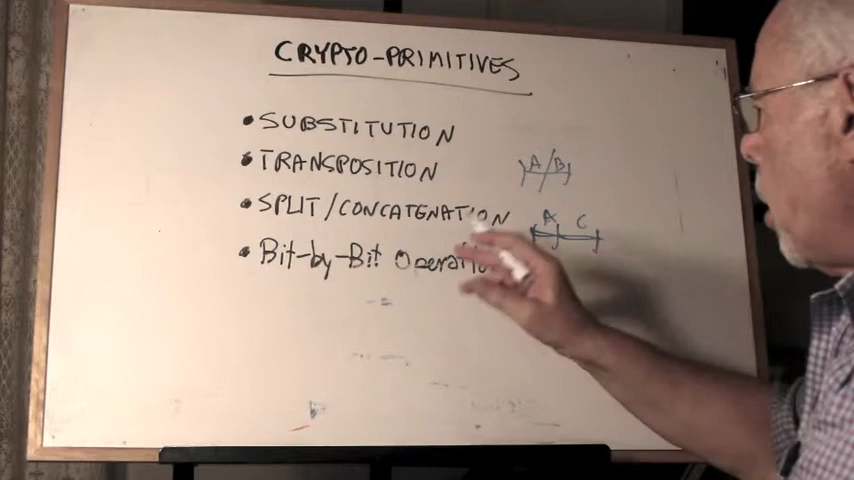 CRYPTO-PRIMITIVES
• SUBSTITUTION
• TRANSPOSITION
A/B
• SPLIT/CONCATENATION
A C
• Bit-by-Bit